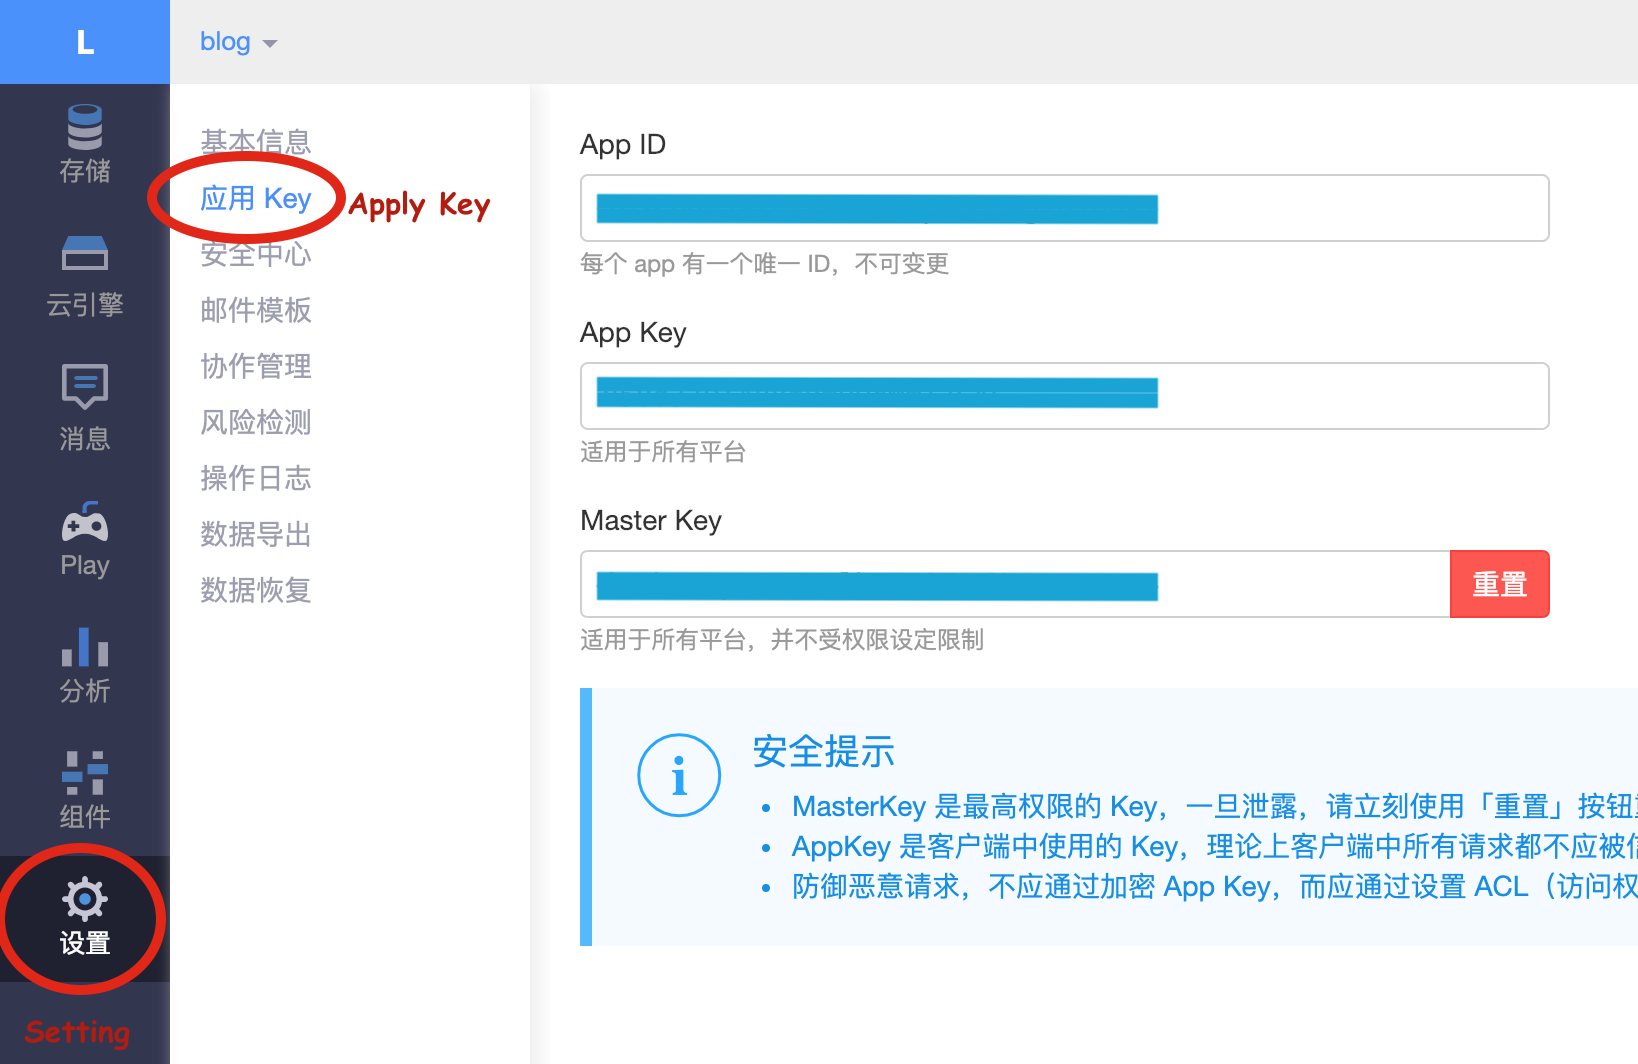 L
blog
存储
云引擎
消息
Play
分析
组件
设置
Setting
基本信息
应用 Key
Apply Key
安全中心
邮件模板
协作管理
风险检测
操作日志
数据导出
数据恢复
App ID
每个 app 有一个唯一 ID，不可变更
App Key
适用于所有平台
Master Key
重置
适用于所有平台，并不受权限设定限制
安全提示
MasterKey 是最高权限的 Key，一旦泄露，请立刻使用「重置」按钮
AppKey 是客户端中使用的 Key，理论上客户端中所有请求都不应被
防御恶意请求，不应通过加密 App Key，而应通过设置 ACL（访问权